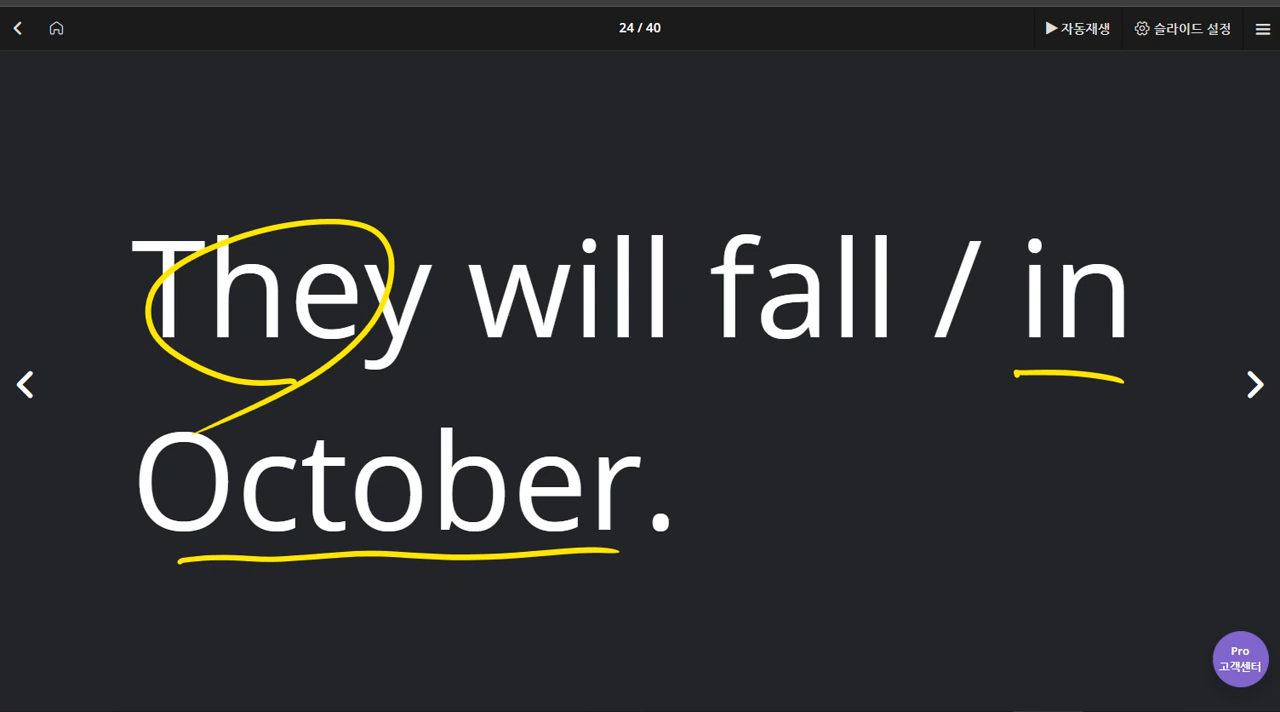 24 / 40
▶ 자동재생
슬라이드 설정
They will fall / in
October.
Pro
고객센터